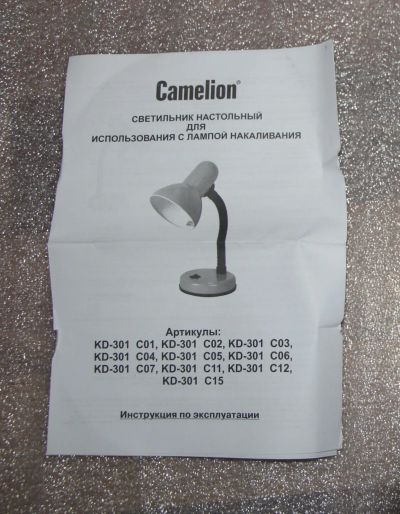 Camelion®
СВЕТИЛЬНИК НАСТОЛЬНЫЙ
ДЛЯ
ИСПОЛЬЗОВАНИЯ С ЛАМПОЙ НАКАЛИВАНИЯ
Артикулы:
KD-301 C01, KD-301 C02, KD-301 C03,
KD-301 C04, KD-301 C05, KD-301 C06,
KD-301 C07, KD-301 C11, KD-301 C12,
KD-301 C15
Инструкция по эксплуатации